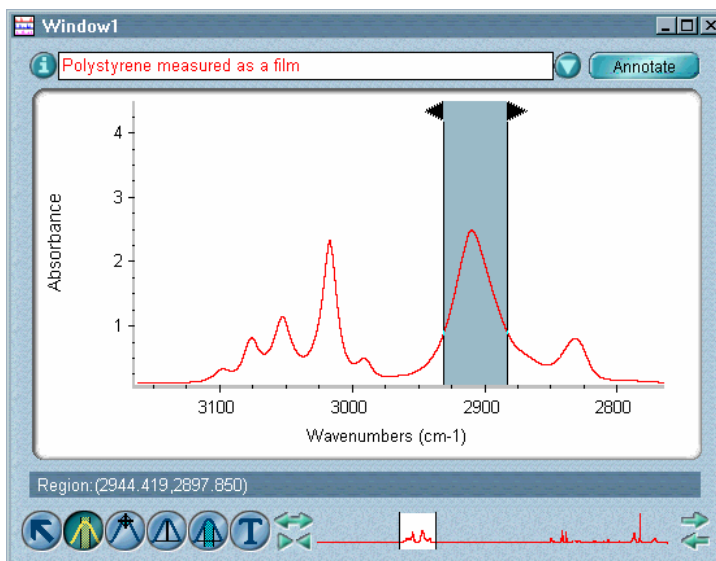 Window1
Polystyrene measured as a film
Annotate
4
3
2
1
Absorbance
3100 3000 2900 2800
Wavenumbers (cm-1)
Region:(2944.419,2897.850)
T